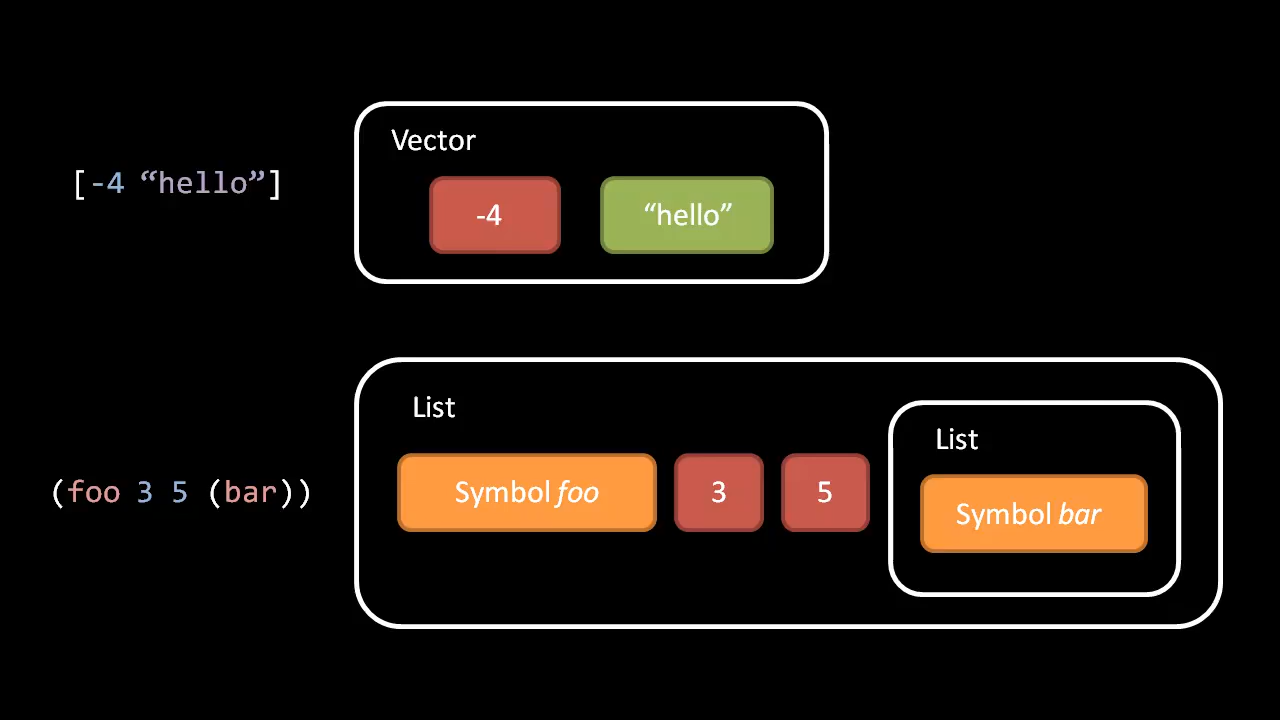 Vector
[-4 “hello”]
-4
“hello”
List
List
(foo 3 5 (bar))
Symbol foo
3
5
Symbol bar